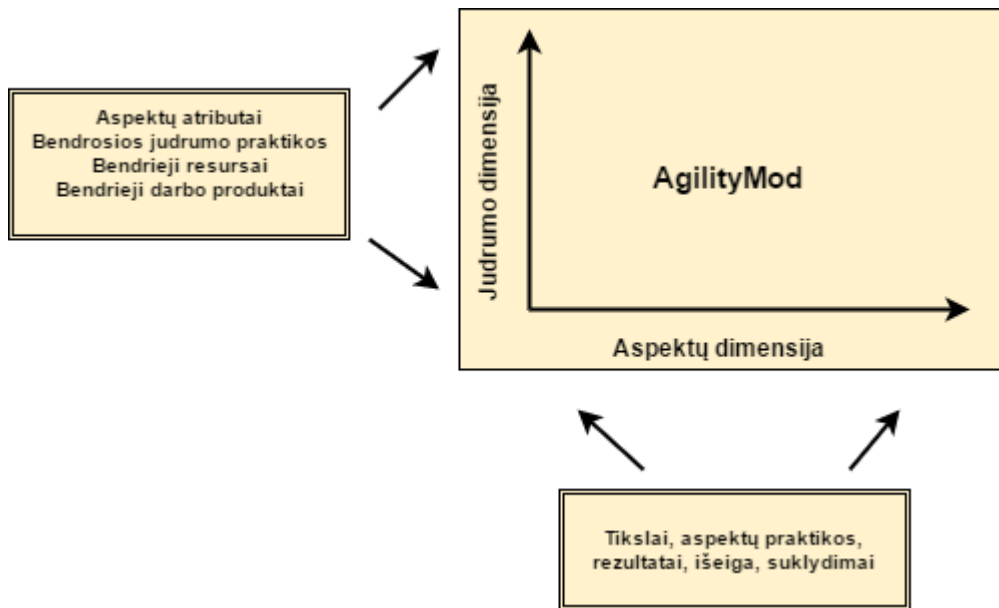 Aspektų atributai
Bendrosios judrumo praktikos
Bendrieji resursai
Bendrieji darbo produktai
Judrumo dimensija
AgilityMod
Aspektų dimensija
Tikslai, aspektų praktikos,
rezultatai, išeiga, suklydimai